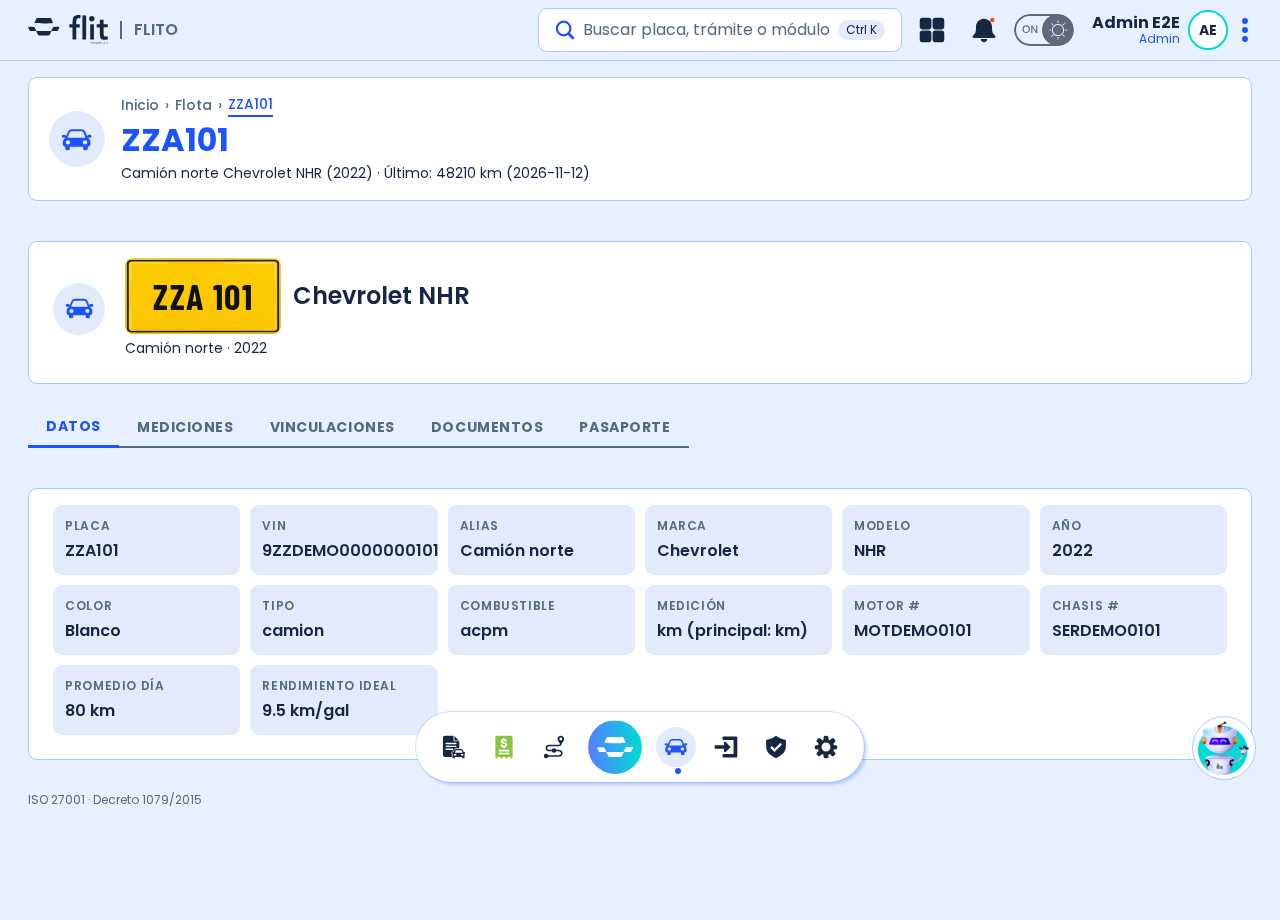 flit | FLITO
Buscar placa, trámite o módulo Ctrl K
ON
Admin E2E
Admin
AE
Inicio › Flota › ZZA101
ZZA101
Camión norte Chevrolet NHR (2022) · Último: 48210 km (2026-11-12)
ZZA 101
Chevrolet NHR
Camión norte · 2022
DATOS MEDICIONES VINCULACIONES DOCUMENTOS PASAPORTE
PLACA VIN ALIAS MARCA MODELO AÑO
ZZA101 9ZZDEMO0000000101 Camión norte Chevrolet NHR 2022
COLOR TIPO COMBUSTIBLE MEDICIÓN MOTOR # CHASIS #
Blanco camion acpm km (principal: km) MOTDEMO0101 SERDEMO0101
PROMEDIO DÍA RENDIMIENTO IDEAL
80 km 9.5 km/gal
ISO 27001 · Decreto 1079/2015